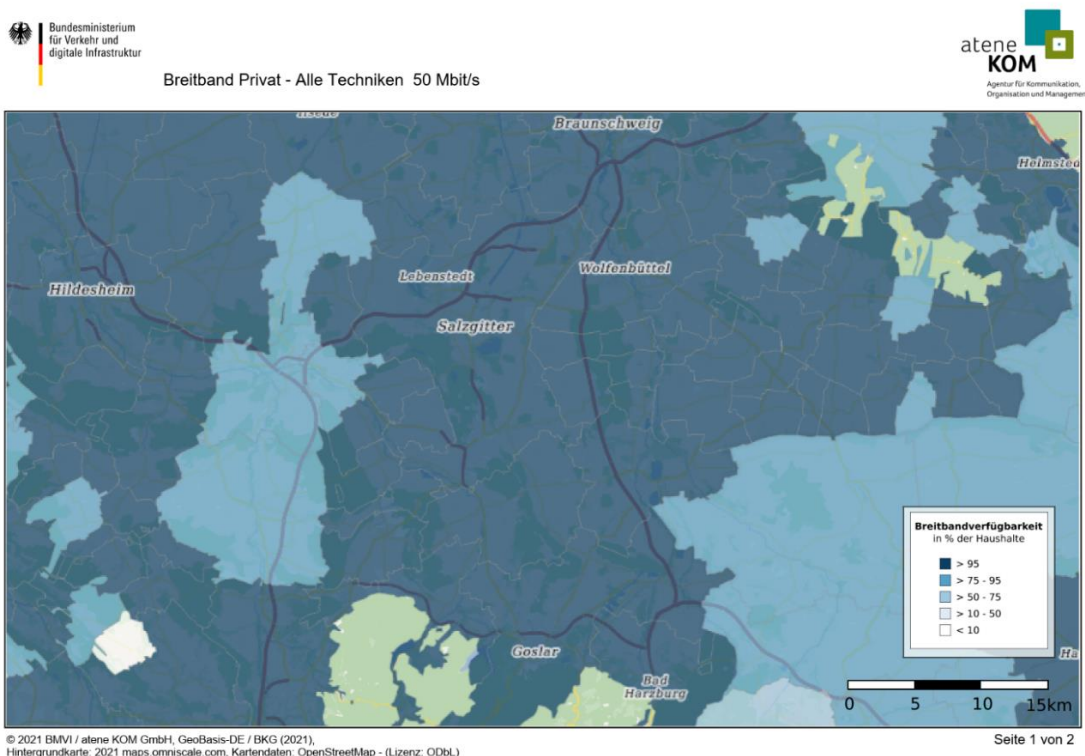 Bundesministerium
für Verkehr und
digitale Infrastruktur
atene
KOM
Agentur für Kommunikation,
Organisation und Managemen
Breitband Privat - Alle Techniken 50 Mbit/s
Ilsede
Braunschweig
Helmsted
Hildesheim
Lebenstedt
Wolfenbüttel
Salzgitter
Goslar
Bad
Harzburg
Ha
Breitbandverfügbarkeit
in % der Haushalte
> 95
> 75 - 95
> 50 - 75
> 10 - 50
< 10
0 5 10 15km
© 2021 BMVI / atene KOM GmbH, GeoBasis-DE / BKG (2021),
Hintergrundkarte: 2021 maps.omniscale.com, Kartendaten: OpenStreetMap - (Lizenz: ODbL)
Seite 1 von 2